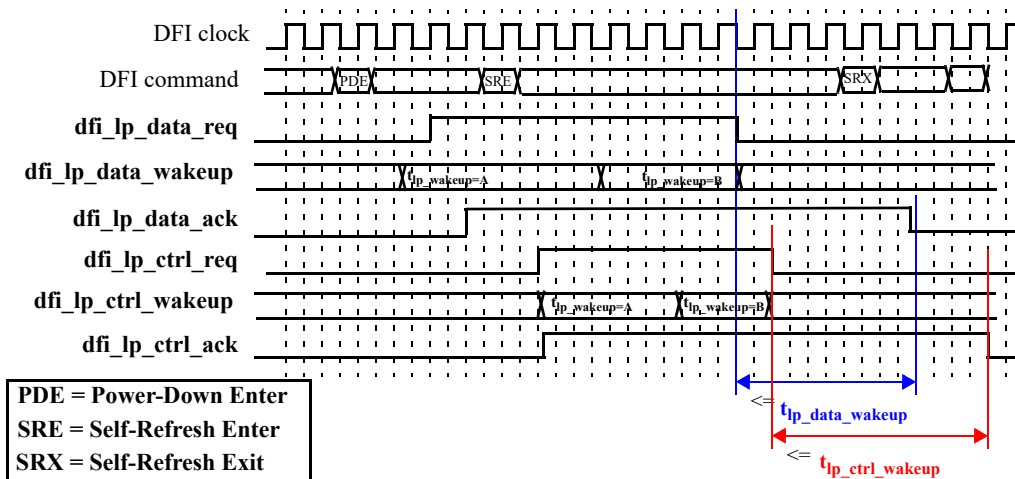 DFI clock
DFI command
PDE
SRE
SRX
dfi_lp_data_req
dfi_lp_data_wakeup
tlp_wakeup=A
tlp_wakeup=B
dfi_lp_data_ack
dfi_lp_ctrl_req
dfi_lp_ctrl_wakeup
tlp_wakeup=A
tlp_wakeup=B
dfi_lp_ctrl_ack
PDE = Power-Down Enter
SRE = Self-Refresh Enter
SRX = Self-Refresh Exit
<= tlp_data_wakeup
<= tlp_ctrl_wakeup